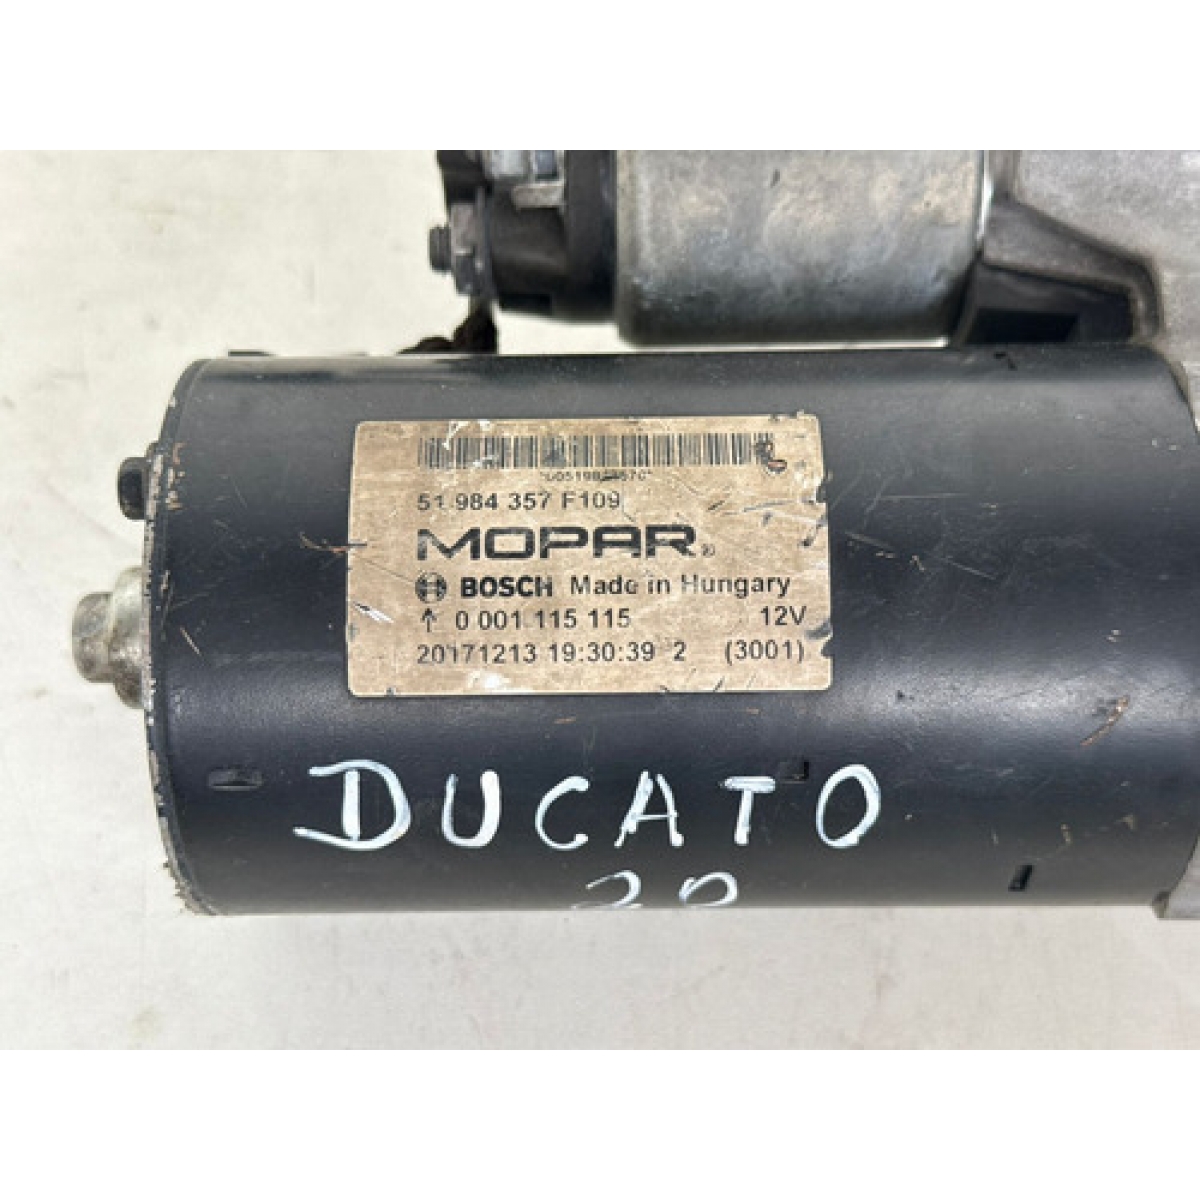 51 984 357 F109
MOPAR®
BOSCH Made in Hungary
↑ 0 001 115 115 12V
20171213 19:30:39 2 (3001)
DUCATO